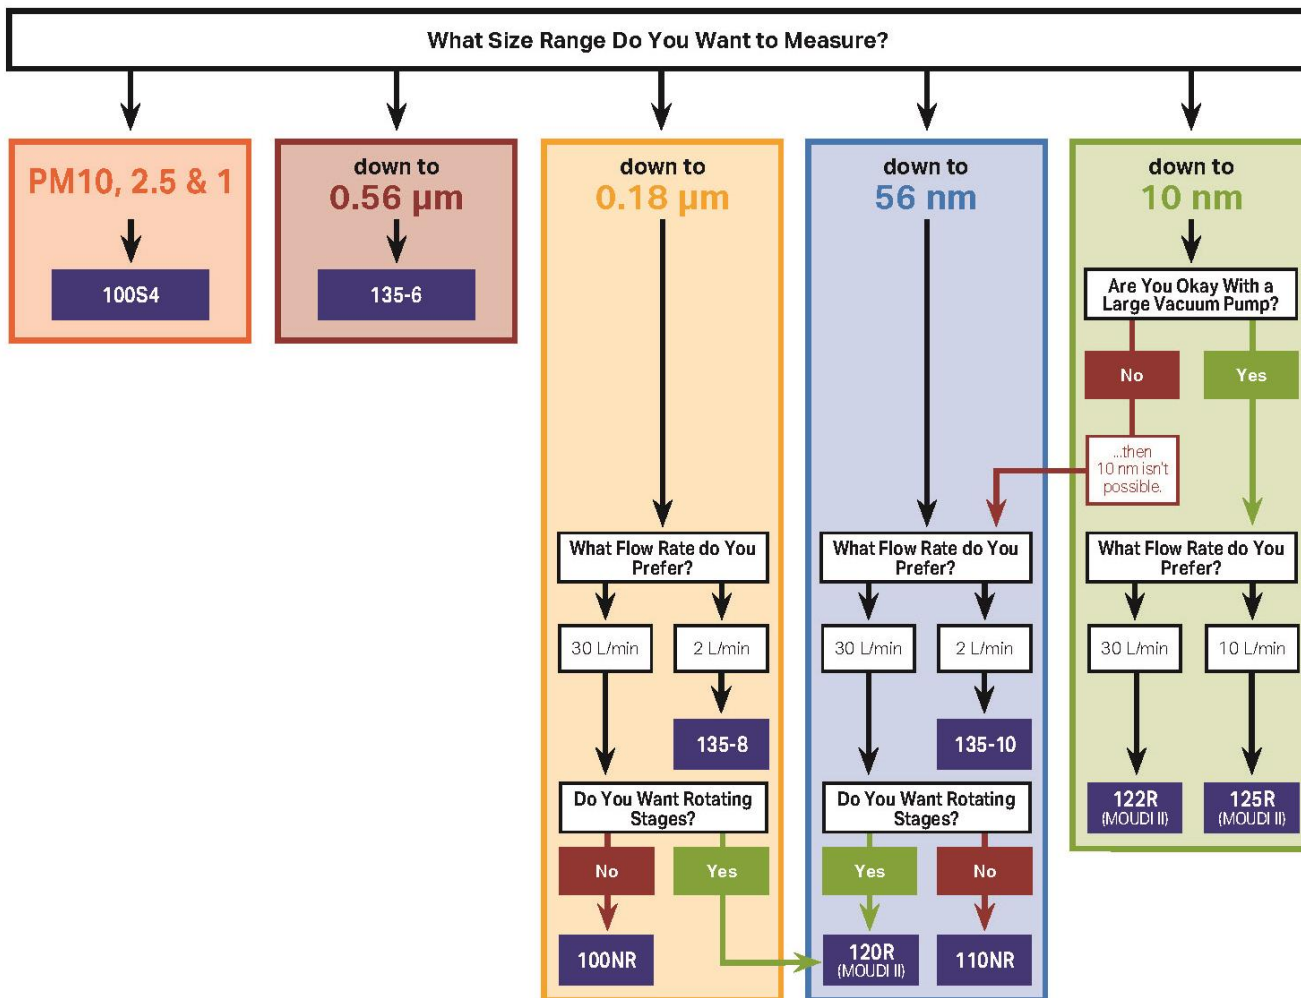 What Size Range Do You Want to Measure?
PM10, 2.5 & 1
100S4
down to
0.56 µm
135-6
down to
0.18 µm
What Flow Rate do You
Prefer?
30 L/min
2 L/min
135-8
Do You Want Rotating
Stages?
No
Yes
100NR
down to
56 nm
What Flow Rate do You
Prefer?
30 L/min
2 L/min
135-10
Do You Want Rotating
Stages?
Yes
No
120R
(MOUDI II)
110NR
down to
10 nm
Are You Okay With a
Large Vacuum Pump?
No
Yes
...then
10 nm isn't
possible.
What Flow Rate do You
Prefer?
30 L/min
10 L/min
122R
(MOUDI II)
125R
(MOUDI II)